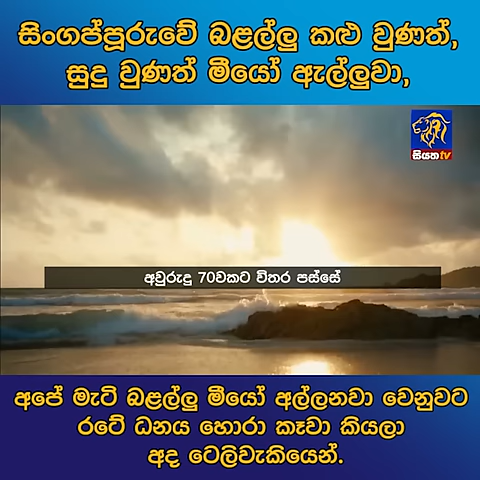 සිංගප්පූරුවේ බළල්ලු කළු වුණත්,
සුදු වුණත් මීයෝ ඇල්ලුවා,
සියත tv
අවුරුදු 70වකට විතර පස්සේ
අපේ මැටි බළල්ලු මීයෝ අල්ලනවා වෙනුවට
රටේ ධනය හොරා කෑවා කියලා
අද ටෙලිවැකියෙන්.